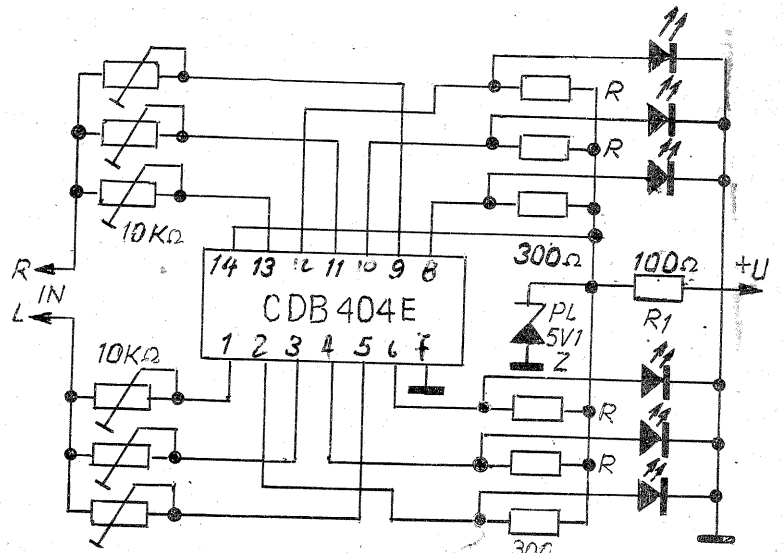 R
R
10KΩ
300Ω
100Ω
+U
R
IN
L
14 13 12 11 10 9 8
CDB404E
1 2 3 4 5 6 7
PL
5V1
Z
R1
10KΩ
R
R
300